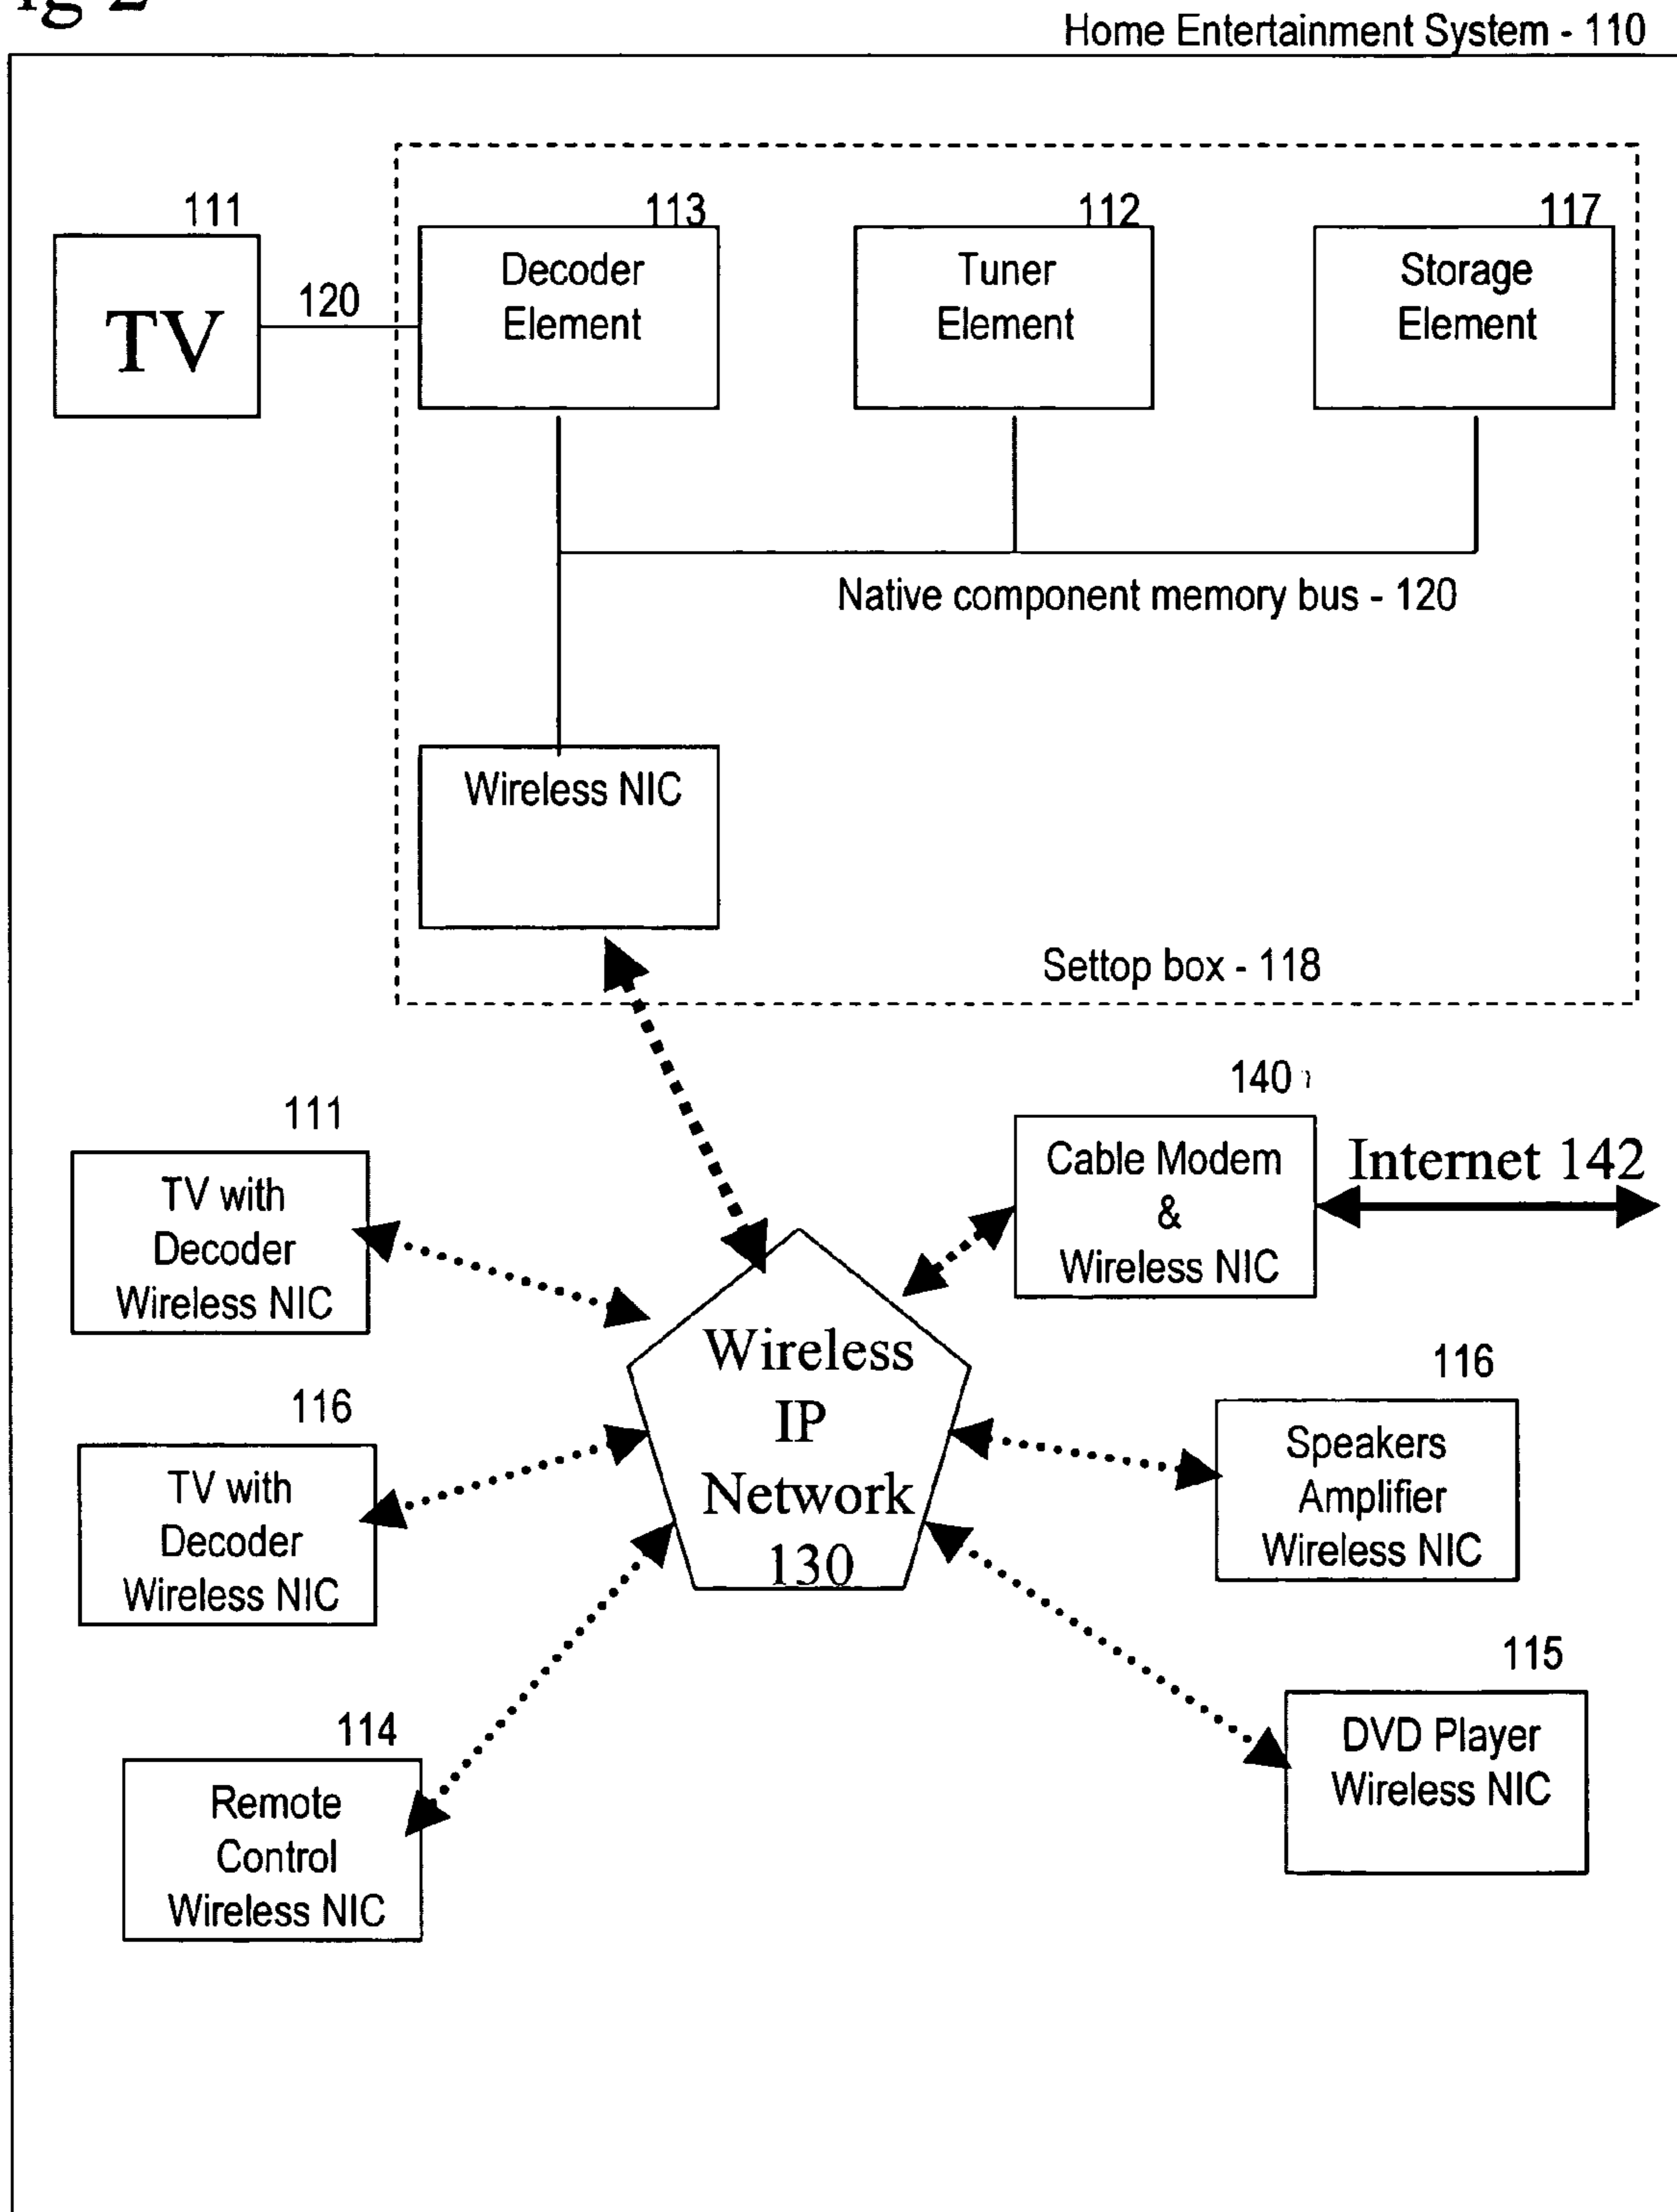 ig 2
Home Entertainment System - 110
111
113
112
117
TV
120
Decoder
Element
Tuner
Element
Storage
Element
Native component memory bus - 120
Wireless NIC
Settop box - 118
140
111
Cable Modem
&
Wireless NIC
Internet 142
TV with
Decoder
Wireless NIC
Wireless
IP
Network
130
116
116
TV with
Decoder
Wireless NIC
Speakers
Amplifier
Wireless NIC
115
114
DVD Player
Wireless NIC
Remote
Control
Wireless NIC